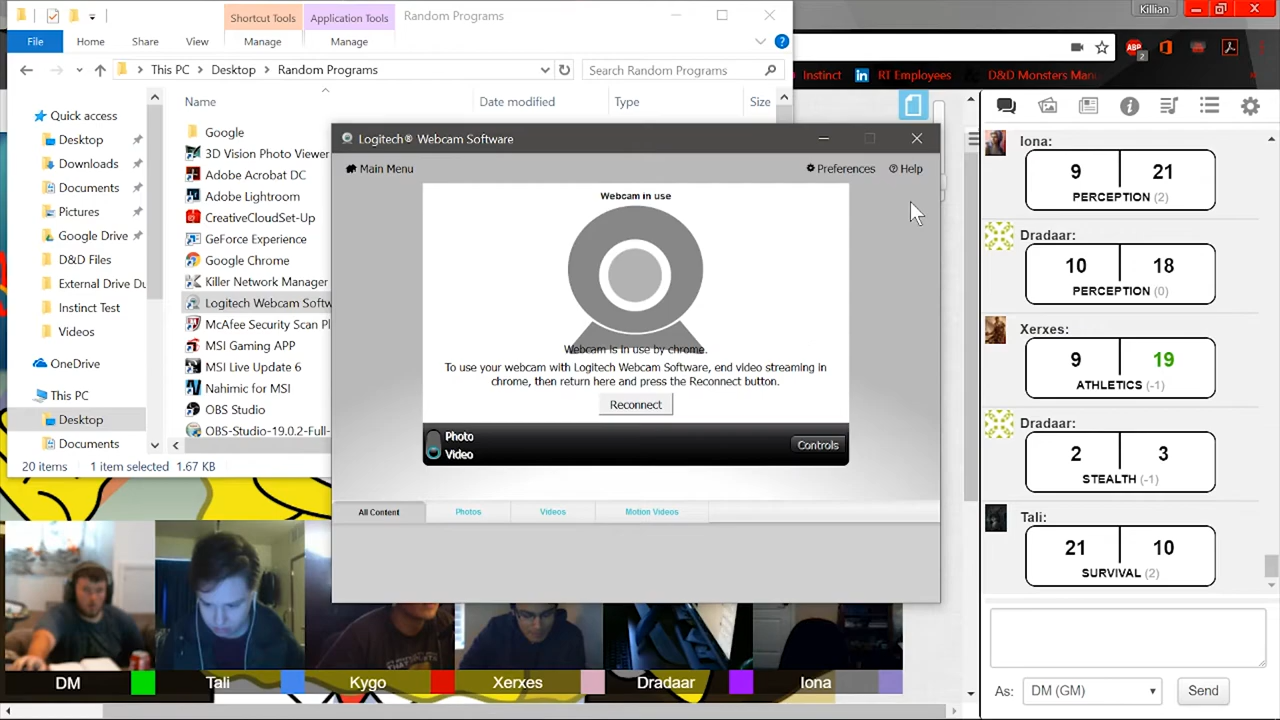 Shortcut Tools
Application Tools
Random Programs
Killian
File
Home
Share
View
Manage
Manage
This PC
Desktop
Random Programs
Search Random Programs
Instinct
RT Employees
D&D Monsters Man
ABP
2
Name
Date modified
Type
Size
Quick access
Desktop
Downloads
Documents
Pictures
Google Drive
D&D Files
External Drive Du
Instinct Test
Videos
OneDrive
This PC
Desktop
Documents
Google
3D Vision Photo Viewer
Adobe Acrobat DC
Adobe Lightroom
CreativeCloudSet-Up
GeForce Experience
Google Chrome
Killer Network Manager
Logitech Webcam Softw
McAfee Security Scan Pl
MSI Gaming APP
MSI Live Update 6
Nahimic for MSI
OBS Studio
OBS-Studio-19.0.2-Full-
20 items
1 item selected 1.67 KB
Logitech® Webcam Software
Main Menu
Preferences
Help
Webcam in use
Webcam is in use by chrome.
To use your webcam with Logitech Webcam Software, end video streaming in
chrome, then return here and press the Reconnect button.
Reconnect
Photo
Video
Controls
All Content
Photos
Videos
Motion Videos
DM
Tali
Kygo
Xerxes
Dradaar
Iona
Iona:
9 21
PERCEPTION (2)
Dradaar:
10 18
PERCEPTION (0)
Xerxes:
9 19
ATHLETICS (-1)
Dradaar:
2 3
STEALTH (-1)
Tali:
21 10
SURVIVAL (2)
As:
DM (GM)
Send